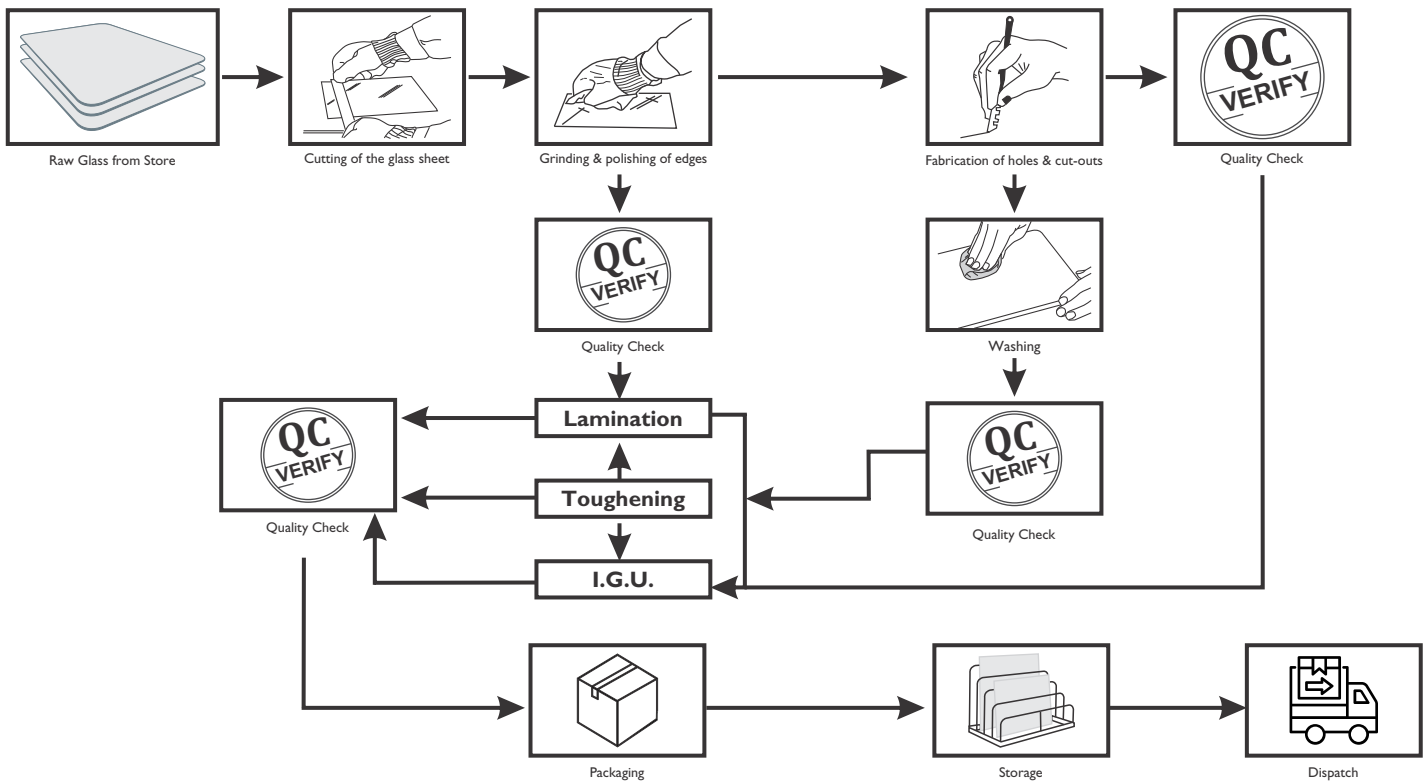 QC
VERIFY
Raw Glass from Store
Cutting of the glass sheet
Grinding & polishing of edges
Fabrication of holes & cut-outs
Quality Check
QC
VERIFY
Quality Check
Washing
Lamination
QC
VERIFY
Quality Check
Toughening
QC
VERIFY
Quality Check
I.G.U.
Packaging
Storage
Dispatch